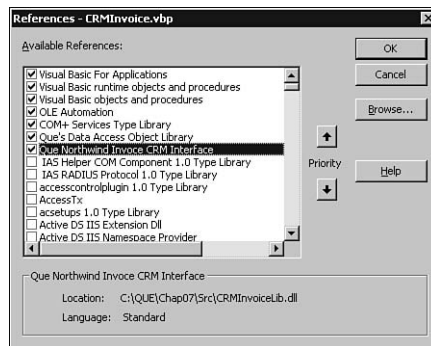 References - CRMInvoice.vbp
Available References:
Visual Basic For Applications
Visual Basic runtime objects and procedures
Visual Basic objects and procedures
OLE Automation
COM+ Services Type Library
Que's Data Access Object Library
Que Northwind Invoce CRM Interface
IAS Helper COM Component 1.0 Type Library
IAS RADIUS Protocol 1.0 Type Library
accesscontrolplugin 1.0 Type Library
AccessTx
acsetups 1.0 Type Library
Active DS IIS Extension Dll
Active DS IIS Namespace Provider
OK
Cancel
Browse...
Priority
Help
Que Northwind Invoce CRM Interface
Location: C:\QUE\Chap07\Src\CRMInvoiceLib.dll
Language: Standard